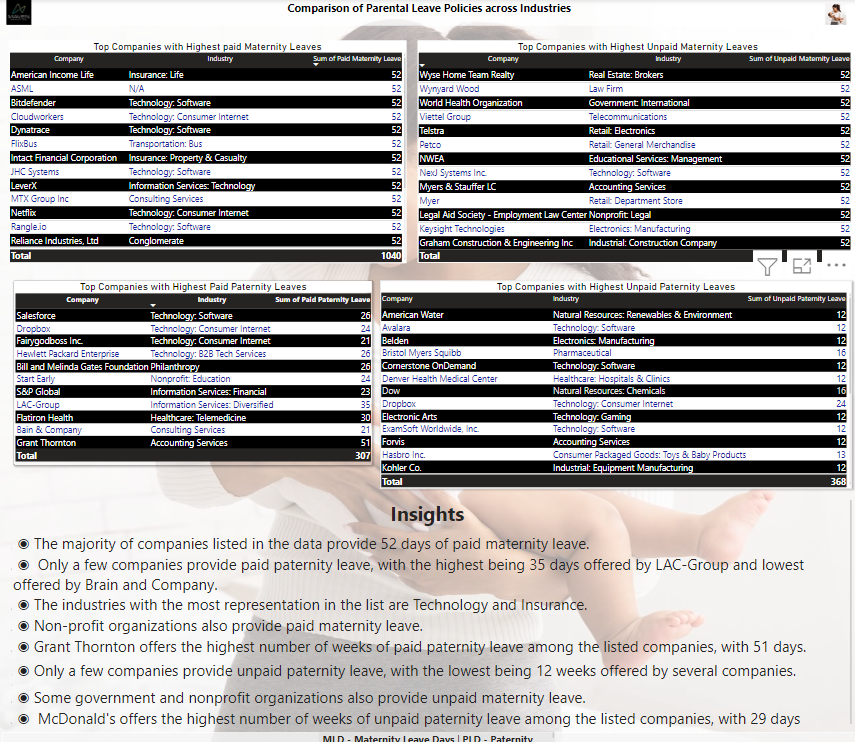 Comparison of Parental Leave Policies across Industries
Top Companies with Highest paid Maternity Leaves
Company Industry Sum of Paid Maternity Leave
American Income Life Insurance: Life 52
ASML N/A 52
Bitdefender Technology: Software 52
Cloudworkers Technology: Consumer Internet 52
Dynatrace Technology: Software 52
FlixBus Transportation: Bus 52
Intact Financial Corporation Insurance: Property & Casualty 52
JHC Systems Technology: Software 52
LeverX Information Services: Technology 52
MTX Group Inc Consulting Services 52
Netflix Technology: Consumer Internet 52
Rangle.io Technology: Software 52
Reliance Industries, Ltd Conglomerate 52
Total 1040
Top Companies with Highest Unpaid Maternity Leaves
Company Industry Sum of Unpaid Maternity Leave
Wyse Home Team Realty Real Estate: Brokers 52
Wynyard Wood Law Firm 52
World Health Organization Government: International 52
Viettel Group Telecommunications 52
Telstra Retail: Electronics 52
Petco Retail: General Merchandise 52
NWEA Educational Services: Management 52
NexJ Systems Inc. Technology: Software 52
Myers & Stauffer LC Accounting Services 52
Myer Retail: Department Store 52
Legal Aid Society - Employment Law Center Nonprofit: Legal 52
Keysight Technologies Electronics: Manufacturing 52
Graham Construction & Engineering Inc Industrial: Construction Company 52
Total
Top Companies with Highest Paid Paternity Leaves
Company Industry Sum of Paid Paternity Leave
Salesforce Technology: Software 26
Dropbox Technology: Consumer Internet 24
Fairygodboss Inc. Technology: Consumer Internet 21
Hewlett Packard Enterprise Technology: B2B Tech Services 26
Bill and Melinda Gates Foundation Philanthropy 26
Start Early Nonprofit: Education 24
S&P Global Information Services: Financial 23
LAC-Group Information Services: Diversified 35
Flatiron Health Healthcare: Telemedicine 30
Bain & Company Consulting Services 21
Grant Thornton Accounting Services 51
Total 307
Top Companies with Highest Unpaid Paternity Leaves
Company Industry Sum of Unpaid Paternity Leave
American Water Natural Resources: Renewables & Environment 12
Avalara Technology: Software 12
Belden Electronics: Manufacturing 12
Bristol Myers Squibb Pharmaceutical 16
Cornerstone OnDemand Technology: Software 12
Denver Health Medical Center Healthcare: Hospitals & Clinics 12
Dow Natural Resources: Chemicals 16
Dropbox Technology: Consumer Internet 24
Electronic Arts Technology: Gaming 12
ExamSoft Worldwide, Inc. Technology: Software 12
Forvis Accounting Services 12
Hasbro Inc. Consumer Packaged Goods: Toys & Baby Products 13
Kohler Co. Industrial: Equipment Manufacturing 12
Total 368
Insights
◉ The majority of companies listed in the data provide 52 days of paid maternity leave.
◉ Only a few companies provide paid paternity leave, with the highest being 35 days offered by LAC-Group and lowest
offered by Brain and Company.
◉ The industries with the most representation in the list are Technology and Insurance.
◉ Non-profit organizations also provide paid maternity leave.
◉ Grant Thornton offers the highest number of weeks of paid paternity leave among the listed companies, with 51 days.
◉ Only a few companies provide unpaid paternity leave, with the lowest being 12 weeks offered by several companies.
◉ Some government and nonprofit organizations also provide unpaid maternity leave.
◉ McDonald's offers the highest number of weeks of unpaid paternity leave among the listed companies, with 29 days
MLD - Maternity Leave Days | PLD - Paternity